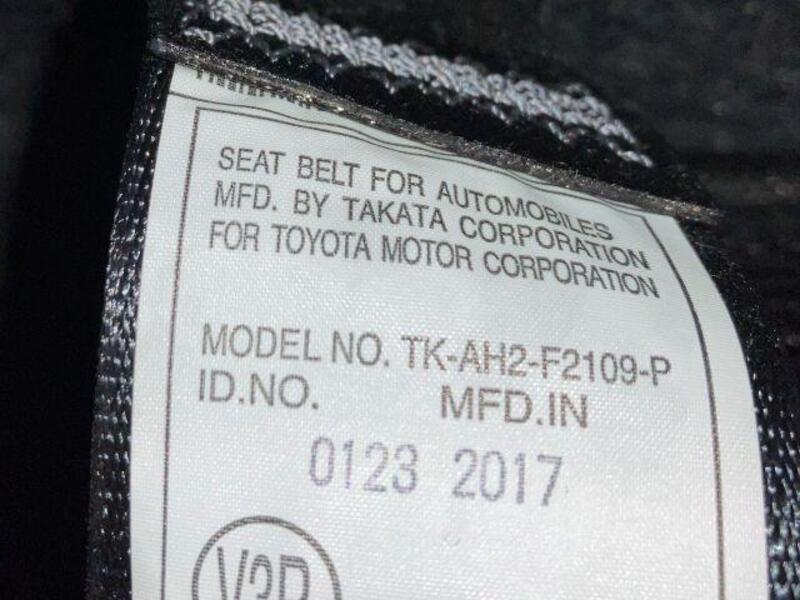 SEAT BELT FOR AUTOMOBILES
MFD. BY TAKATA CORPORATION
FOR TOYOTA MOTOR CORPORATION
MODEL NO. TK-AH2-F2109-P
ID.NO. MFD.IN
0123 2017